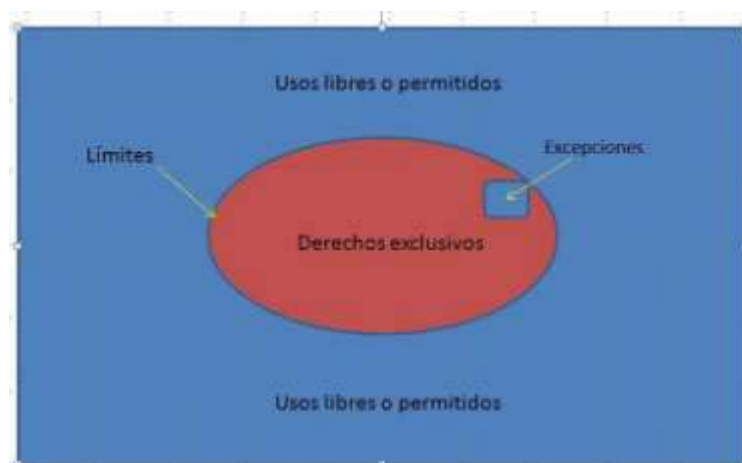 Usos libres o permitidos
Límites
Excepciones
Derechos exclusivos
Usos libres o permitidos